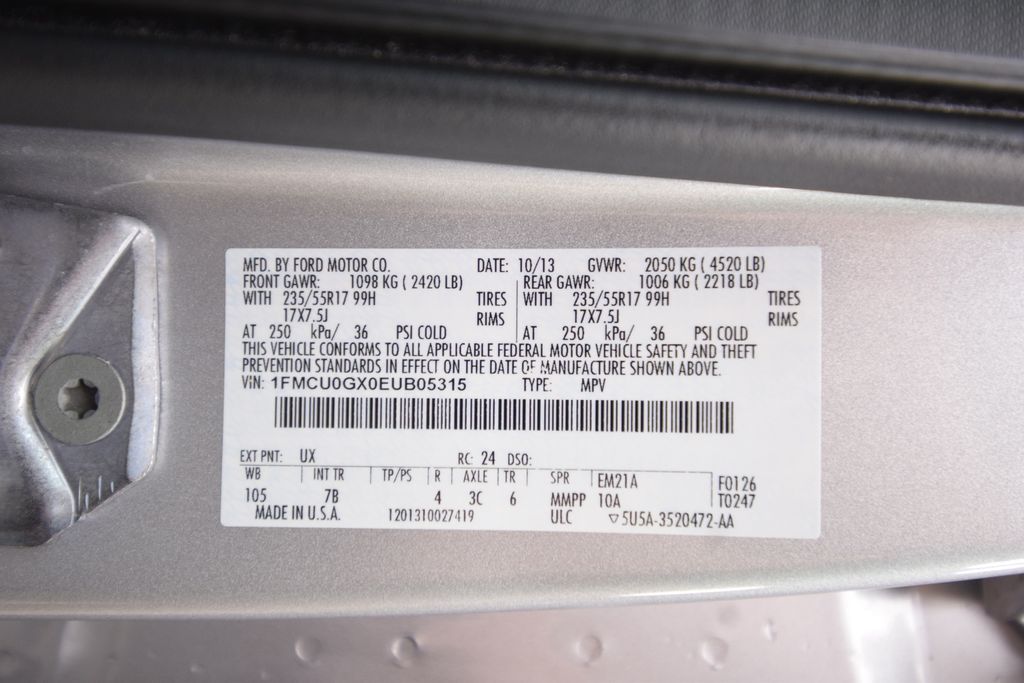 MFD. BY FORD MOTOR CO. DATE: 10/13 GVWR: 2050 KG ( 4520 LB)
FRONT GAWR: 1098 KG ( 2420 LB) REAR GAWR: 1006 KG ( 2218 LB)
WITH 235/55R17 99H TIRES WITH 235/55R17 99H TIRES
17X7.5J RIMS 17X7.5J RIMS
AT 250 kPa/ 36 PSI COLD AT 250 kPa/ 36 PSI COLD
THIS VEHICLE CONFORMS TO ALL APPLICABLE FEDERAL MOTOR VEHICLE SAFETY AND THEFT
PREVENTION STANDARDS IN EFFECT ON THE DATE OF MANUFACTURE SHOWN ABOVE.
VIN: 1FMCU0GX0EUB05315 TYPE: MPV
EXT PNT: UX RC: 24 DSO:
WB INT TR TP/PS R AXLE TR SPR EM21A F0126
105 7B 4 3C 6 MMPP 10A T0247
MADE IN U.S.A. 1201310027419 ULC ▽5U5A-3520472-AA